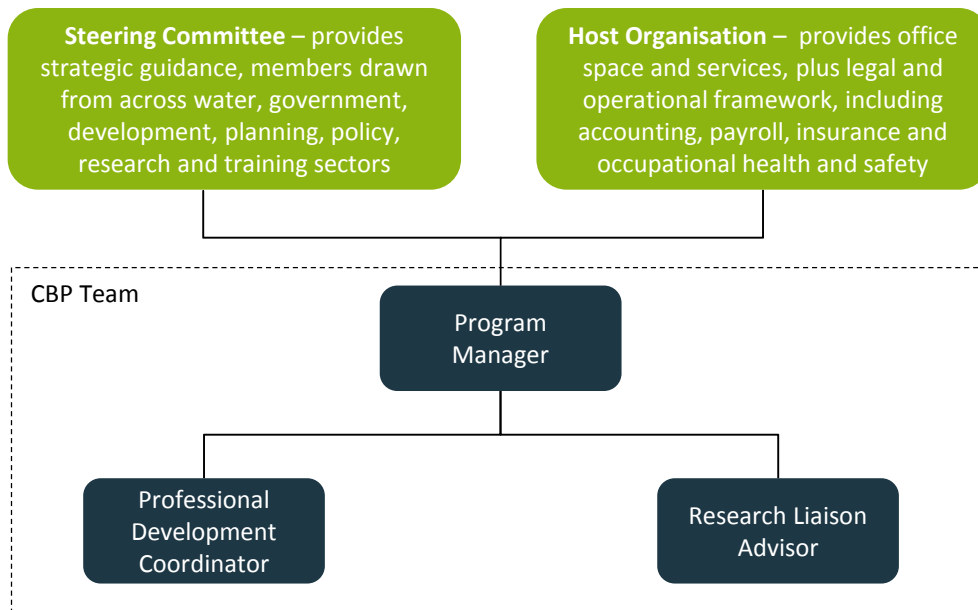 Steering Committee – provides
strategic guidance, members drawn
from across water, government,
development, planning, policy,
research and training sectors
Host Organisation – provides office
space and services, plus legal and
operational framework, including
accounting, payroll, insurance and
occupational health and safety
CBP Team
Program
Manager
Professional
Development
Coordinator
Research Liaison
Advisor